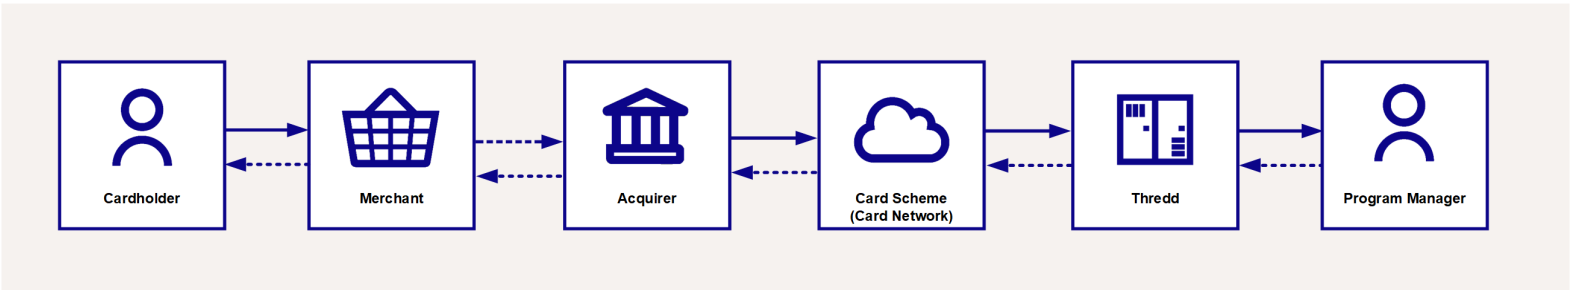 Cardholder
Merchant
Acquirer
Card Scheme
(Card Network)
Thredd
Program Manager